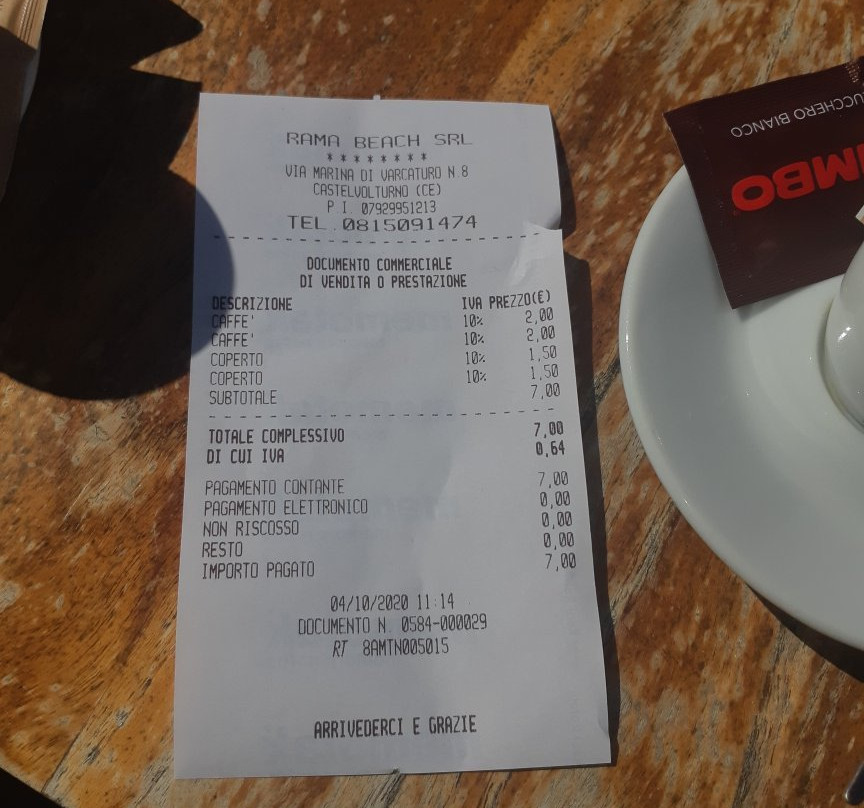 RAMA BEACH SRL
********
VIA MARINA DI VARCATURO N.8
CASTELVOLTURNO (CE)
P I. 07929951213
TEL.0815091474
DOCUMENTO COMMERCIALE
DI VENDITA O PRESTAZIONE
DESCRIZIONE IVA PREZZO(€)
CAFFE' 10% 2,00
CAFFE' 10% 2,00
COPERTO 10% 1,50
COPERTO 10% 1,50
SUBTOTALE 7,00
TOTALE COMPLESSIVO 7,00
DI CUI IVA 0,64
PAGAMENTO CONTANTE 7,00
PAGAMENTO ELETTRONICO 0,00
NON RISCOSSO 0,00
RESTO 0,00
IMPORTO PAGATO 7,00
04/10/2020 11:14
DOCUMENTO N. 0584-000029
RT 8AMTN005015
ARRIVEDERCI E GRAZIE
UCCHERO BIANCO
IMBO